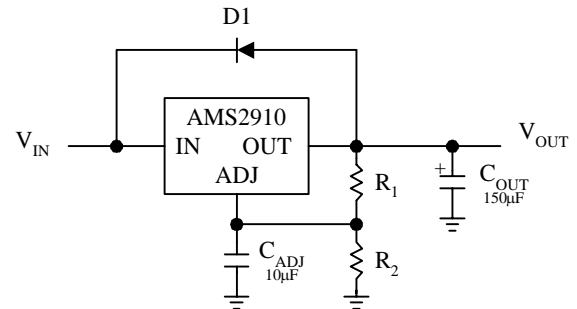 D1
AMS2910
V_IN
IN OUT
V_OUT
ADJ
+
R_1
C_OUT
150µF
C_ADJ
10µF
R_2